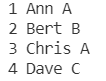 1 Ann A
2 Bert B
3 Chris A
4 Dave C